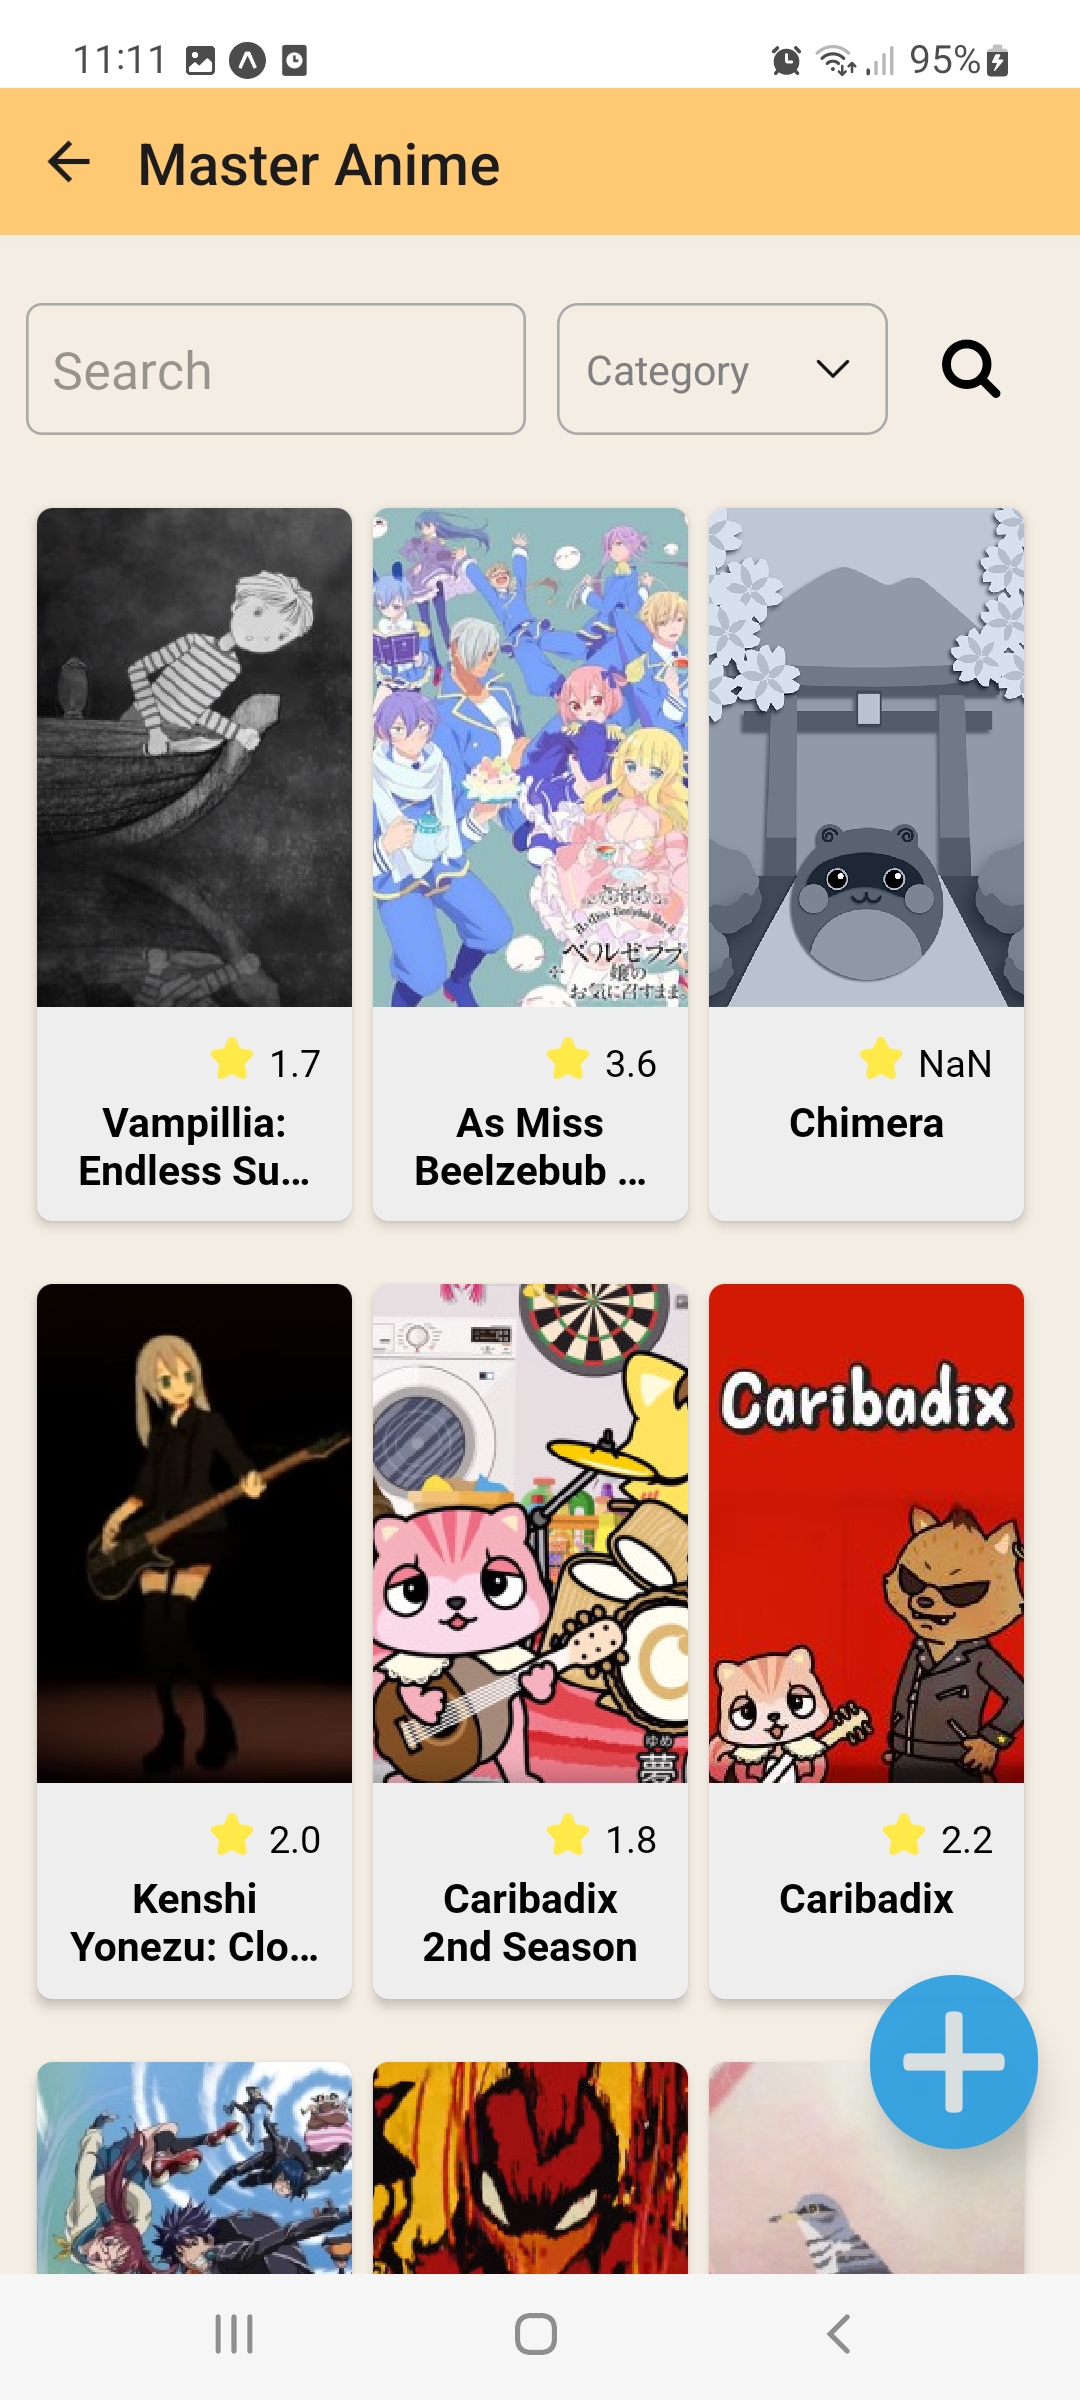 11:11
95%
Master Anime
Search
Category
ベルゼブブ
嬢の
お気に召すまま。
1.7
3.6
NaN
Vampillia:
Endless Su...
As Miss
Beelzebub ...
Chimera
Caribadix
ゆめ
夢
2.0
1.8
2.2
Kenshi
Yonezu: Clo...
Caribadix
2nd Season
Caribadix